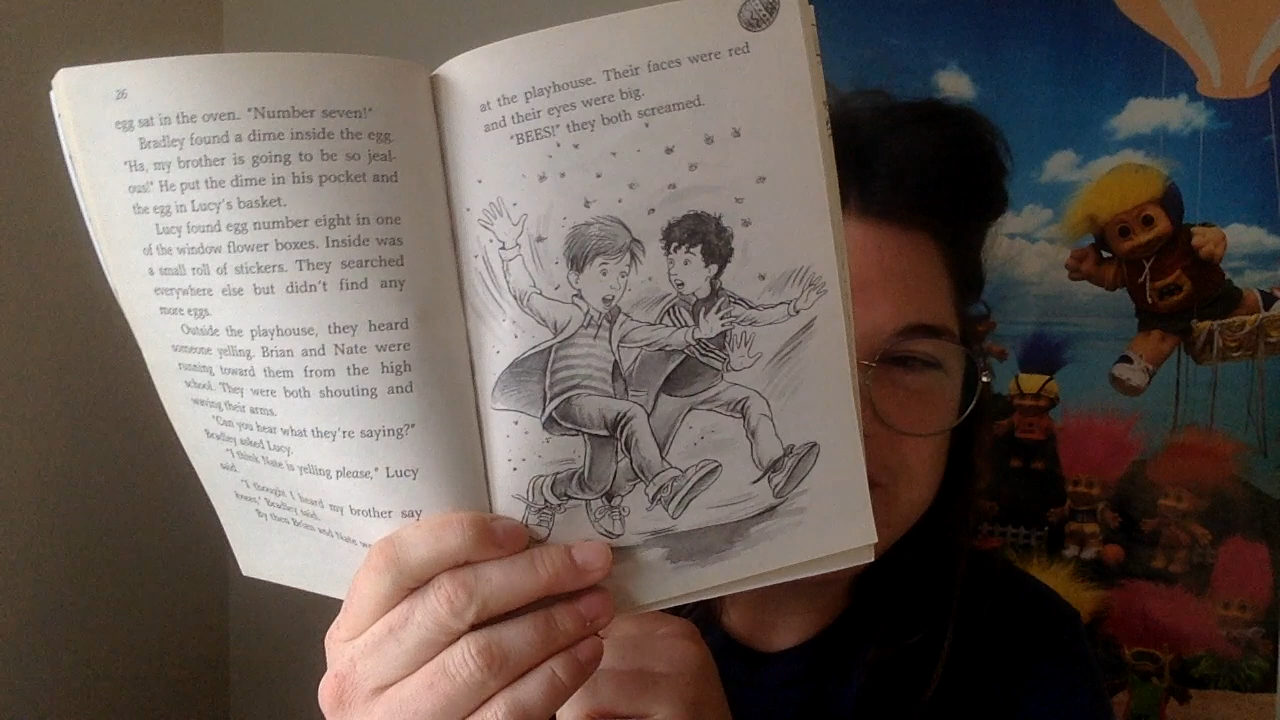 26
egg sat in the oven. "Number seven!"
Bradley found a dime inside the egg.
"Ha, my brother is going to be so jeal-
ous!" He put the dime in his pocket and
the egg in Lucy's basket.
Lucy found egg number eight in one
of the window flower boxes. Inside was
a small roll of stickers. They searched
everywhere else but didn't find any
more eggs.
Outside the playhouse, they heard
someone yelling. Brian and Nate were
running toward them from the high
school. They were both shouting and
waving their arms.
"Can you hear what they're saying?"
Bradley asked Lucy.
"I think Nate is yelling please," Lucy
said.
"I thought I heard my brother say
" Bradley said.
By then Brian and Nate
at the playhouse. Their faces were red
and their eyes were big.
"BEES!" they both screamed.